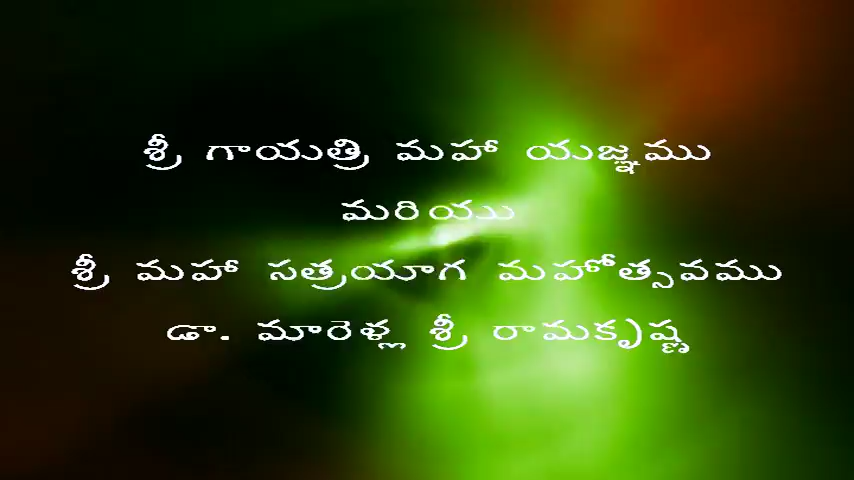 శ్రీ గాయత్రి మహా యజ్ఞము
మరియు
శ్రీ మహా సత్రయాగ మహోత్సవము
డా. మారెళ్ల శ్రీ రామకృష్ణ